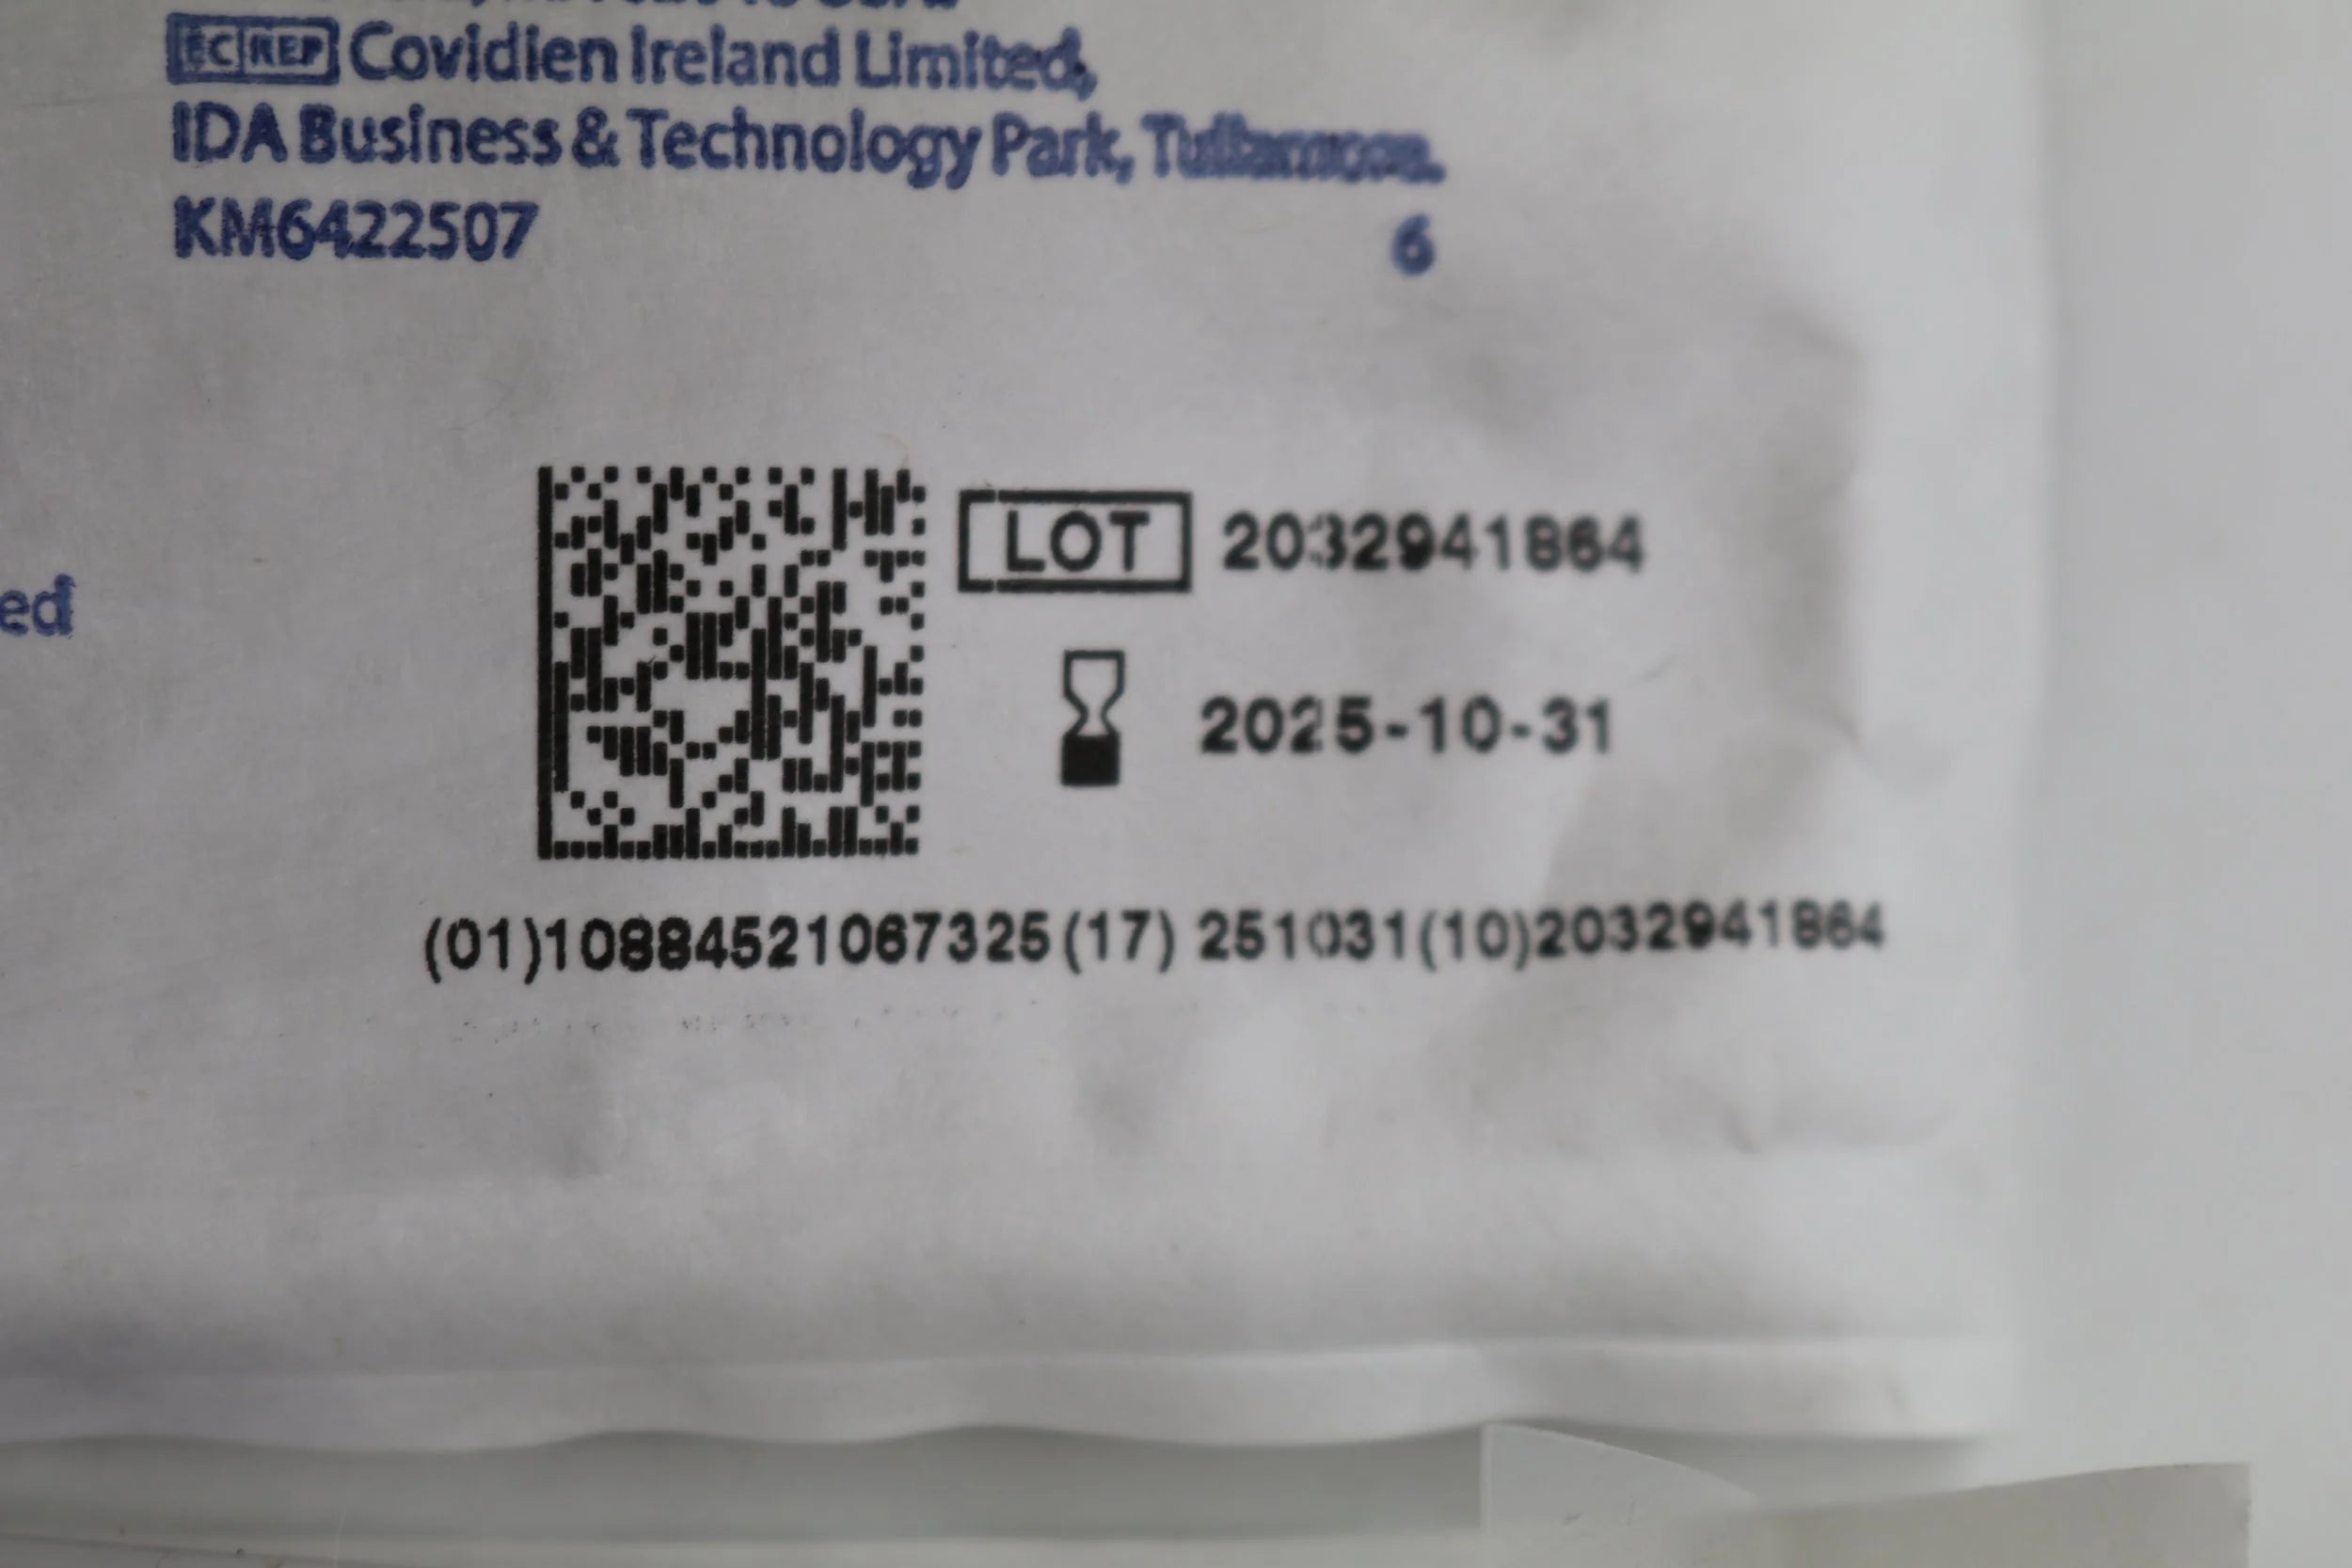 EC REP Covidien Ireland Limited,
IDA Business & Technology Park, Tullamore.
KM6422507 6
ed
LOT 2032941864
2025-10-31
(01)10884521067325(17) 251031(10)2032941864